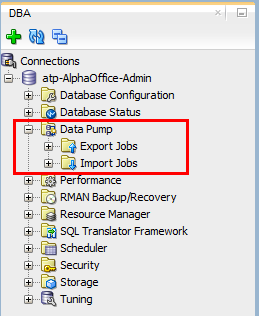 DBA
Connections
atp-AlphaOffice-Admin
Database Configuration
Database Status
Data Pump
Export Jobs
Import Jobs
Performance
RMAN Backup/Recovery
Resource Manager
SQL Translator Framework
Scheduler
Security
Storage
Tuning